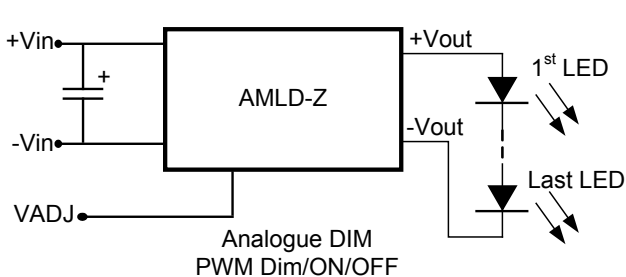 +Vin
+Vout
1st LED
+
AMLD-Z
-Vout
-Vin
Last LED
VADJ
Analogue DIM
PWM Dim/ON/OFF